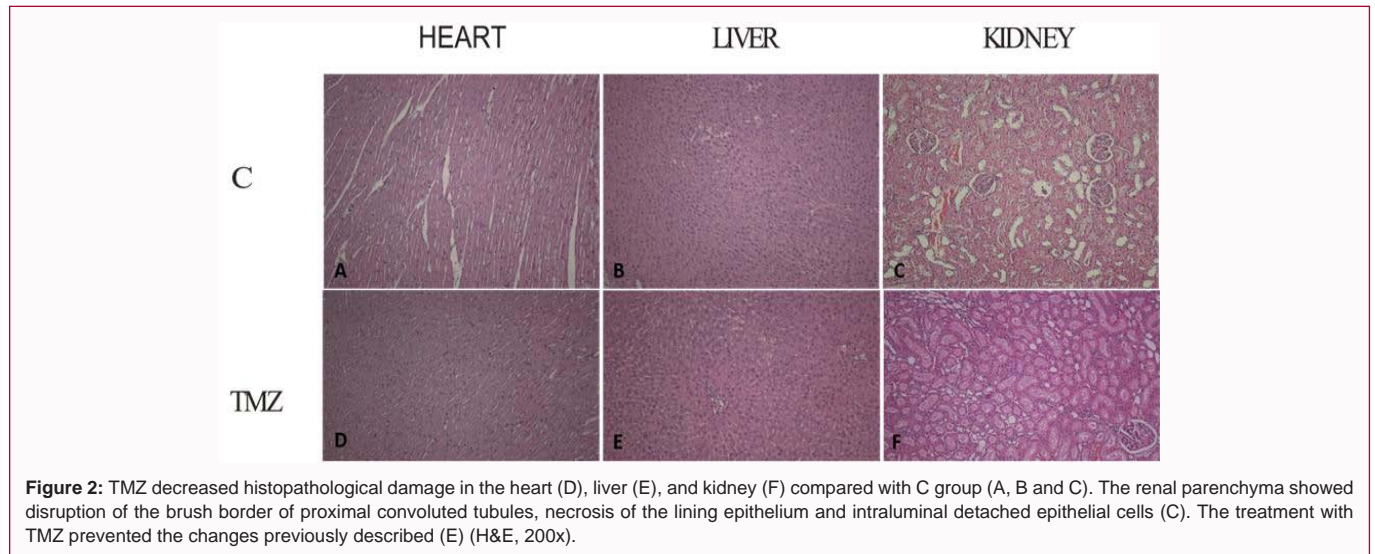 HEART LIVER KIDNEY
C
A B C
TMZ
D E F
Figure 2: TMZ decreased histopathological damage in the heart (D), liver (E), and kidney (F) compared with C group (A, B and C). The renal parenchyma showed
disruption of the brush border of proximal convoluted tubules, necrosis of the lining epithelium and intraluminal detached epithelial cells (C). The treatment with
TMZ prevented the changes previously described (E) (H&E, 200x).